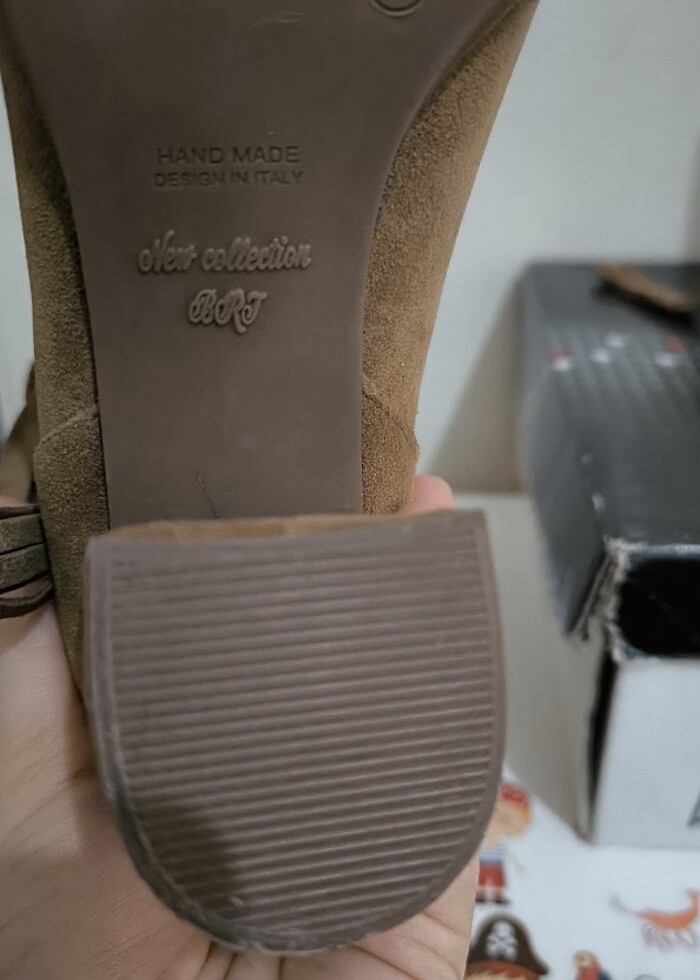 HAND MADE
DESIGN IN ITALY
New collection
BRT